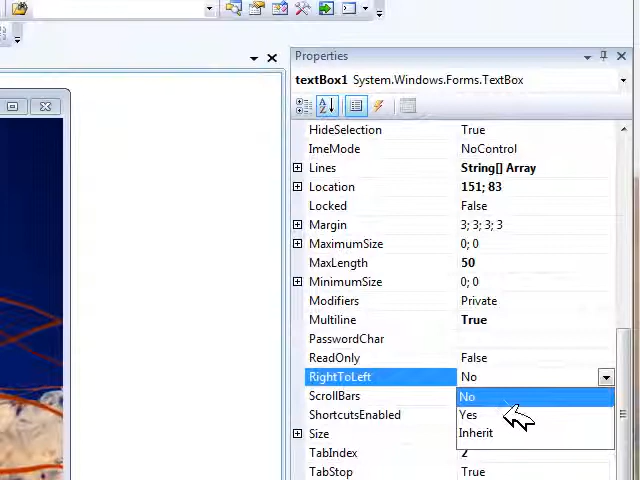 Properties
textBox1 System.Windows.Forms.TextBox
HideSelection True
ImeMode NoControl
Lines String[] Array
Location 151; 83
Locked False
Margin 3; 3; 3; 3
MaximumSize 0; 0
MaxLength 50
MinimumSize 0; 0
Modifiers Private
Multiline True
PasswordChar
ReadOnly False
RightToLeft No
ScrollBars No
ShortcutsEnabled Yes
Size Inherit
TabIndex 2
TabStop True